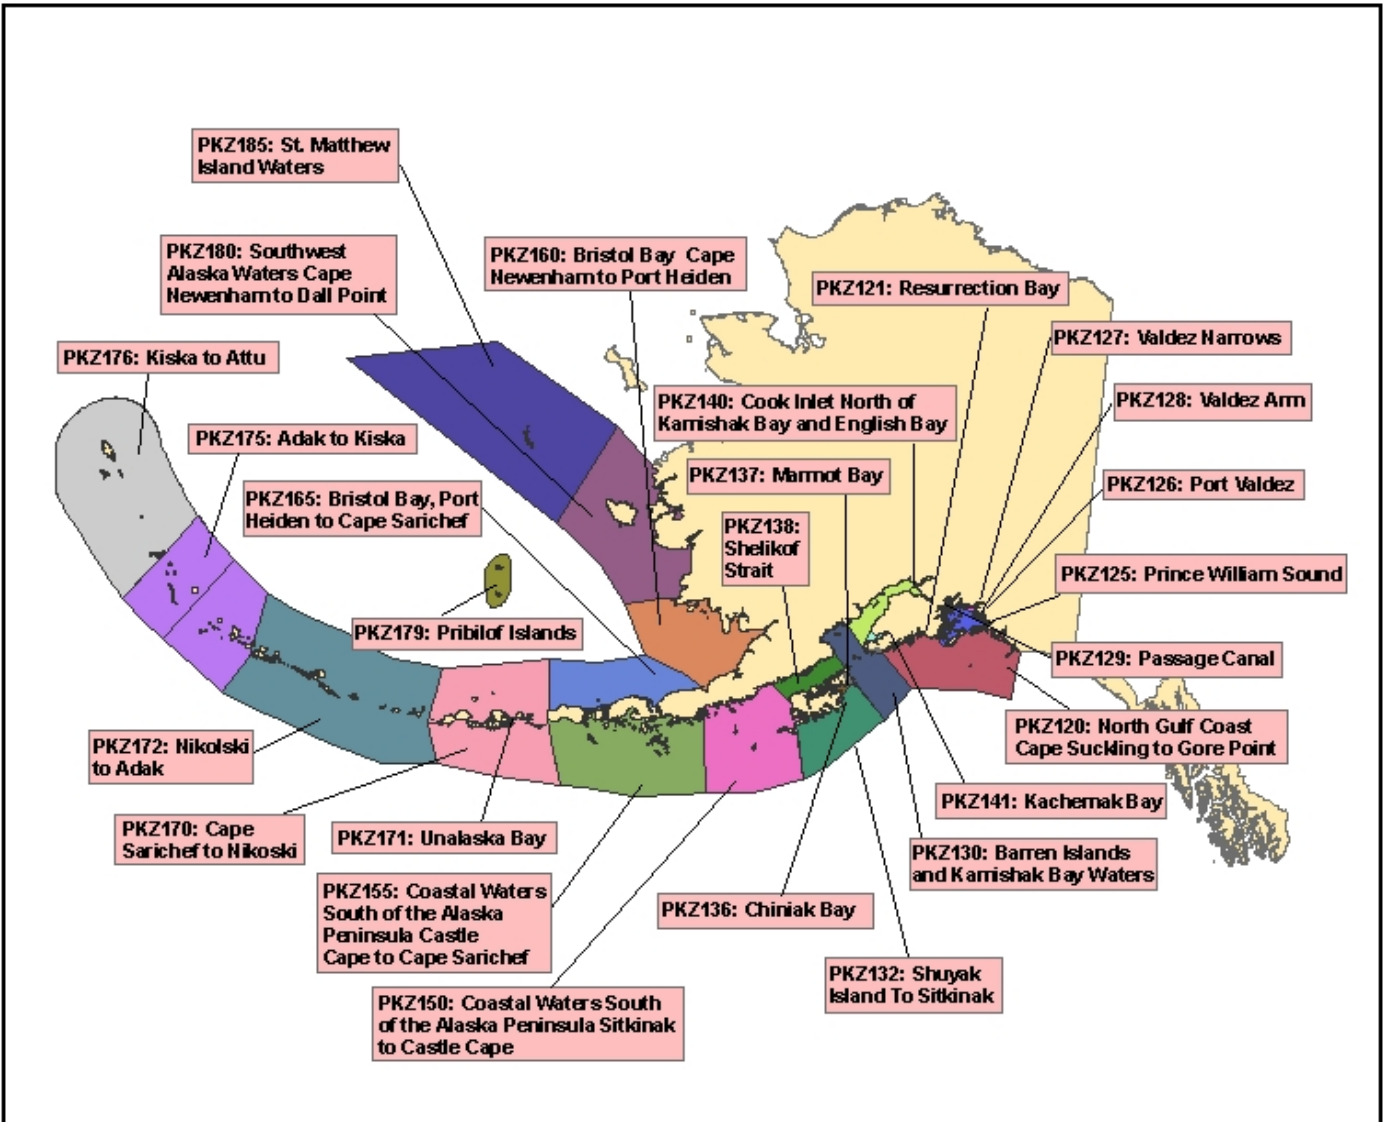 PKZ185: St. Matthew
Island Waters
PKZ180: Southwest
Alaska Waters Cape
Newenham to Dall Point
PKZ160: Bristol Bay Cape
Newenham to Port Heiden
PKZ121: Resurrection Bay
PKZ127: Valdez Narrows
PKZ176: Kiska to Attu
PKZ140: Cook Inlet North of
Kamishak Bay and English Bay
PKZ128: Valdez Arm
PKZ175: Adak to Kiska
PKZ137: Marmot Bay
PKZ126: Port Valdez
PKZ165: Bristol Bay, Port
Heiden to Cape Sarichef
PKZ138:
Shelikof
Strait
PKZ125: Prince William Sound
PKZ179: Pribilof Islands
PKZ129: Passage Canal
PKZ172: Nikolski
to Adak
PKZ120: North Gulf Coast
Cape Suckling to Gore Point
PKZ141: Kachemak Bay
PKZ170: Cape
Sarichef to Nikoski
PKZ171: Unalaska Bay
PKZ130: Barren Islands
and Kamishak Bay Waters
PKZ155: Coastal Waters
South of the Alaska
Peninsula Castle
Cape to Cape Sarichef
PKZ136: Chiniak Bay
PKZ132: Shuyak
Island To Sitkinak
PKZ150: Coastal Waters South
of the Alaska Peninsula Sitkinak
to Castle Cape